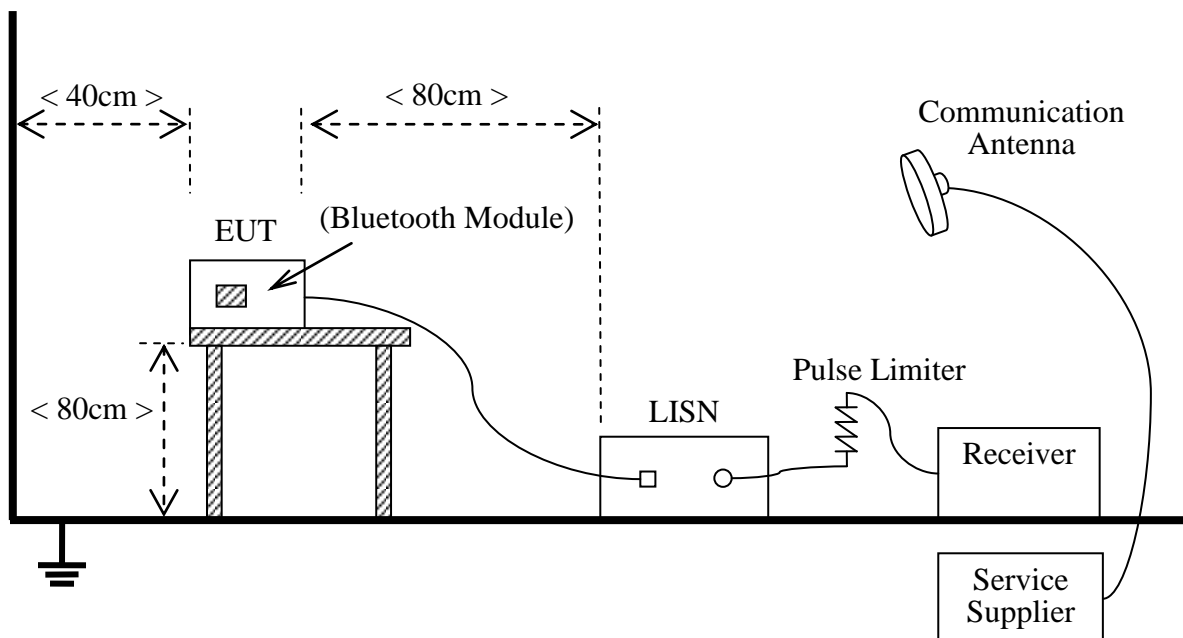 < 40cm >
< 80cm >
Communication
Antenna
(Bluetooth Module)
EUT
Pulse Limiter
< 80cm >
LISN
Receiver
Service
Supplier